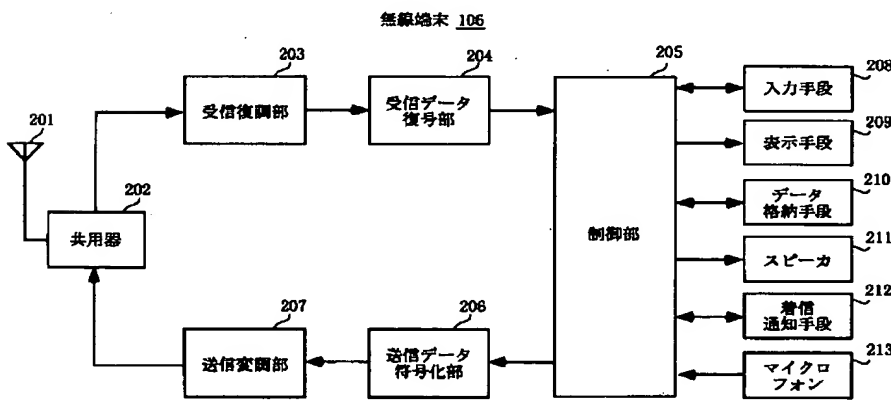 無線端末 106
203
受信復調部
204
受信データ
復号部
205
制御部
208
入力手段
209
表示手段
210
データ
格納手段
211
スピーカ
212
着信
通知手段
213
マイクロ
フォン
201
202
共用器
207
送信変調部
206
送信データ
符号化部